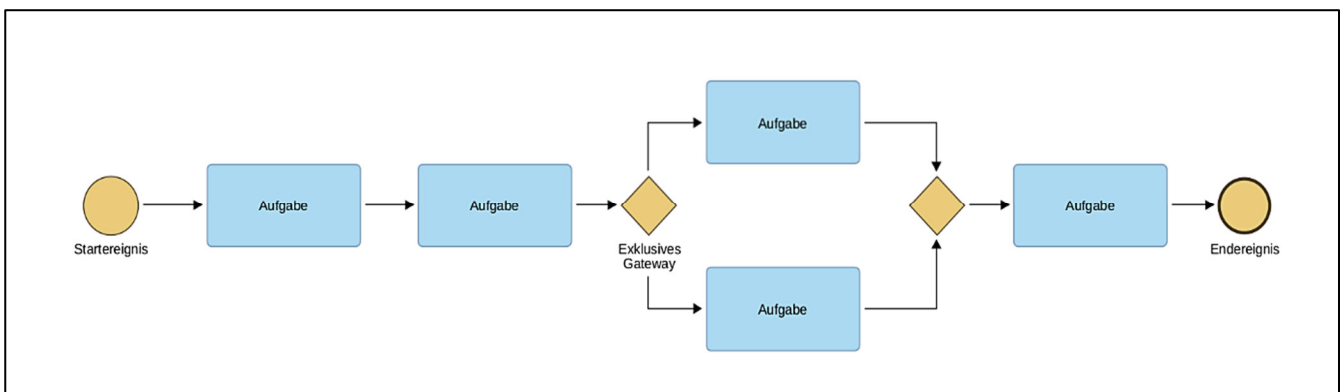 Aufgabe
Aufgabe
Aufgabe
Aufgabe
Aufgabe
Startereignis
Exklusives
Gateway
Endereignis
Aufgabe